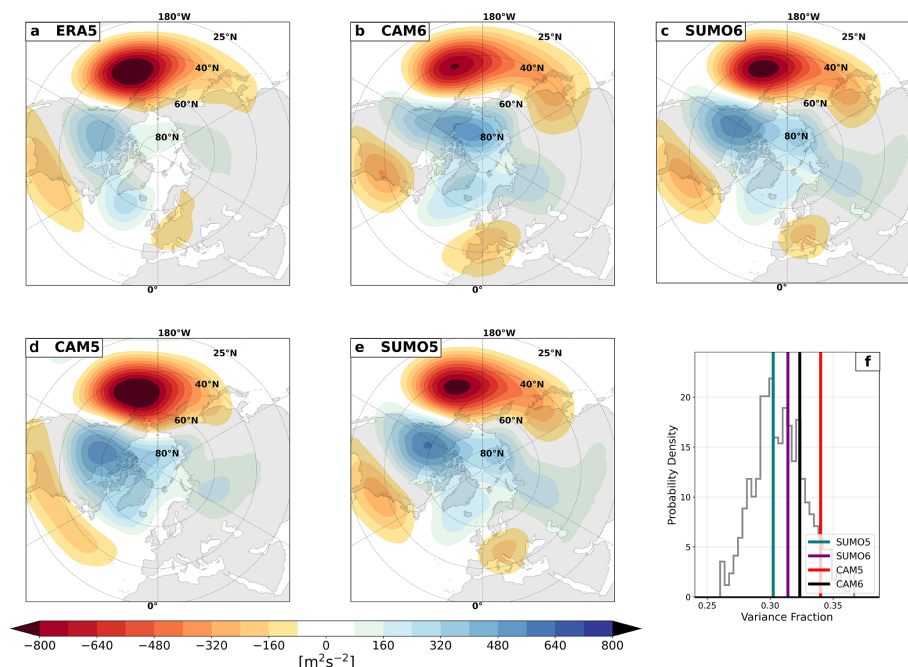 a ERA5
180°W
25°N
40°N
60°N
80°N
0°
b CAM6
180°W
25°N
40°N
60°N
80°N
0°
c SUMO6
180°W
25°N
40°N
60°N
80°N
0°
d CAM5
180°W
25°N
40°N
60°N
80°N
0°
e SUMO5
180°W
25°N
40°N
60°N
80°N
0°
f
Probability Density
20
15
10
5
0
0.25
0.30
0.35
Variance Fraction
SUMO5
SUMO6
CAM5
CAM6
−800
−640
−480
−320
−160
0
160
320
480
640
800
[m²s⁻²]